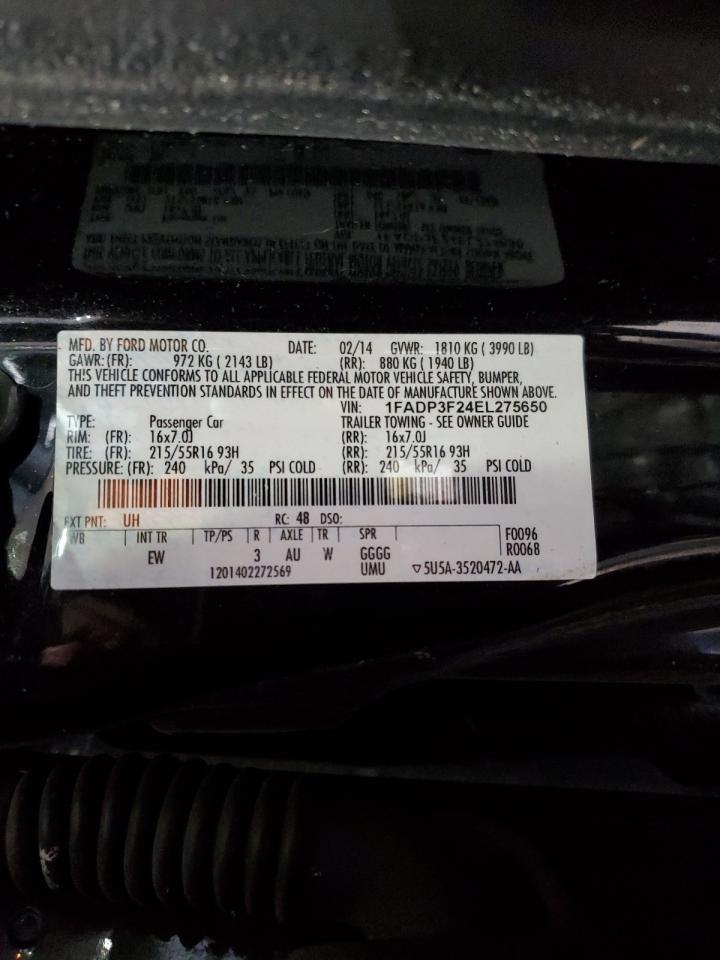 MFD. BY FORD MOTOR CO. DATE: 02/14 GVWR: 1810 KG ( 3990 LB)
GAWR: (FR): 972 KG ( 2143 LB) (RR): 880 KG ( 1940 LB)
TH!S VEHICLE CONFORMS TO ALL APPLICABLE FEDERAL MOTOR VEHICLE SAFETY, BUMPER,
AND THEFT PREVENTION STANDARDS IN EFFECT ON THE DATE OF MANUFACTURE SHOWN ABOVE.
VIN: 1FADP3F24EL275650
TYPE: Passenger Car TRAILER TOWING - SEE OWNER GUIDE
RIM: (FR): 16x7.0J (RR): 16x7.0J
TIRE: (FR): 215/55R16 93H (RR): 215/55R16 93H
PRESSURE: (FR): 240 kPa/ 35 PSI COLD (RR): 240 kPa/ 35 PSI COLD
EXT PNT: UH RC: 48 DSO:
WB INT TR TP/PS R AXLE TR SPR F0096
EW 3 AU W GGGG R0068
1201402272569 UMU ▽5U5A-3520472-AA